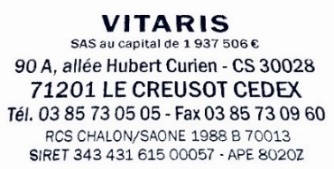 VITARIS
SAS au capital de 1 937 506 €
90 A, allée Hubert Curien - CS 30028
71201 LE CREUSOT CEDEX
Tél. 03 85 73 05 05 - Fax 03 85 73 09 60
RCS CHALON/SAONE 1988 B 70013
SIRET 343 431 615 00057 - APE 8020Z